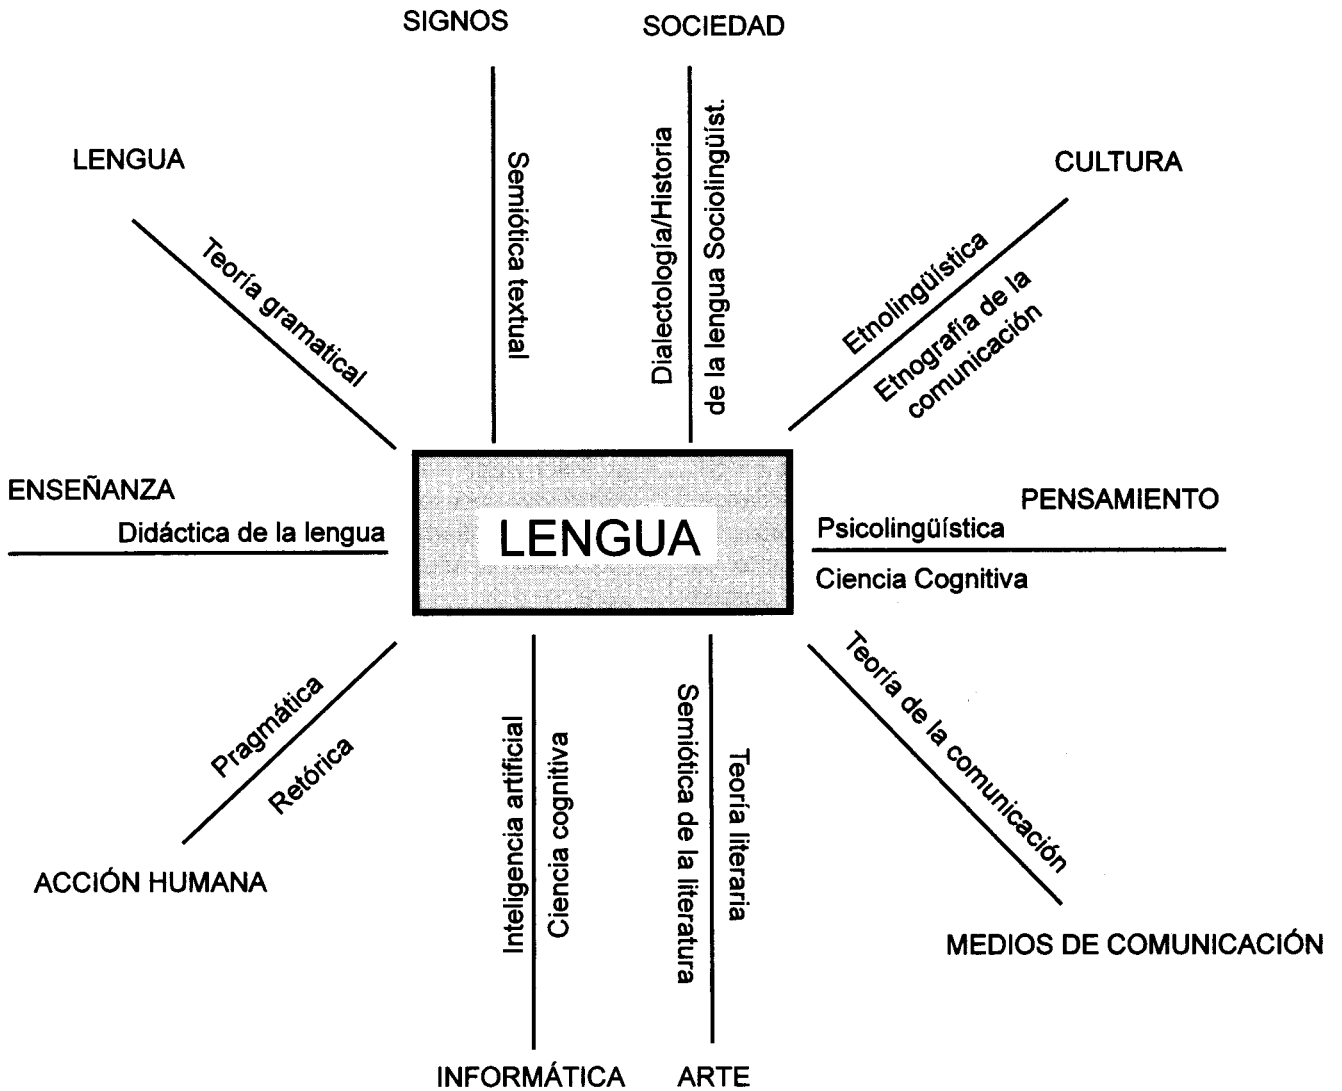 SIGNOS
SOCIEDAD
LENGUA
CULTURA
Teoría gramatical
Semiótica textual
Dialectología/Historia
de la lengua Sociolingüíst.
Etnolingüística
Etnografía de la
comunicación
ENSEÑANZA
Didáctica de la lengua
LENGUA
PENSAMIENTO
Psicolingüística
Ciencia Cognitiva
Pragmática
Retórica
ACCIÓN HUMANA
Inteligencia artificial
Ciencia cognitiva
INFORMÁTICA
Semiótica de la literatura
Teoría literaria
ARTE
Teoría de la comunicación
MEDIOS DE COMUNICACIÓN